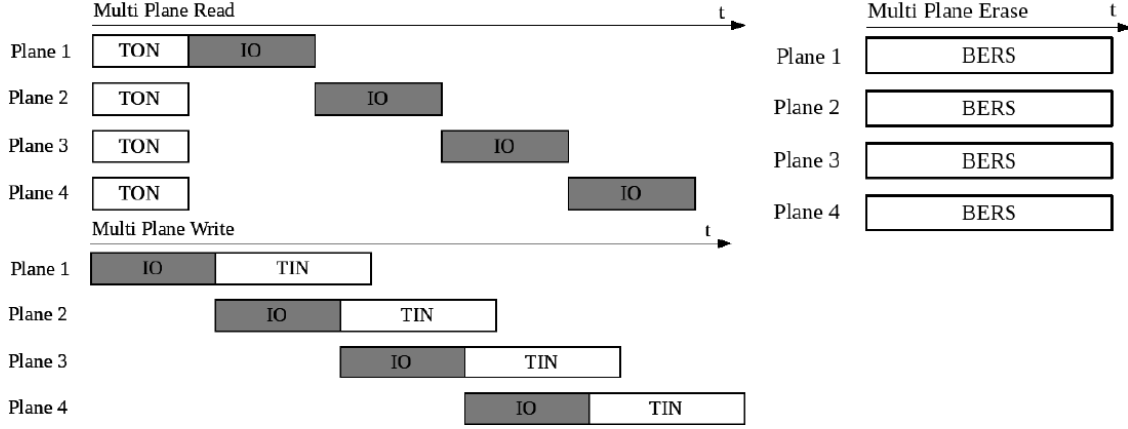 Multi Plane Read t
Plane 1 TON IO
Plane 2 TON IO
Plane 3 TON IO
Plane 4 TON IO
Multi Plane Write t
Plane 1 IO TIN
Plane 2 IO TIN
Plane 3 IO TIN
Plane 4 IO TIN
Multi Plane Erase t
Plane 1 BERS
Plane 2 BERS
Plane 3 BERS
Plane 4 BERS